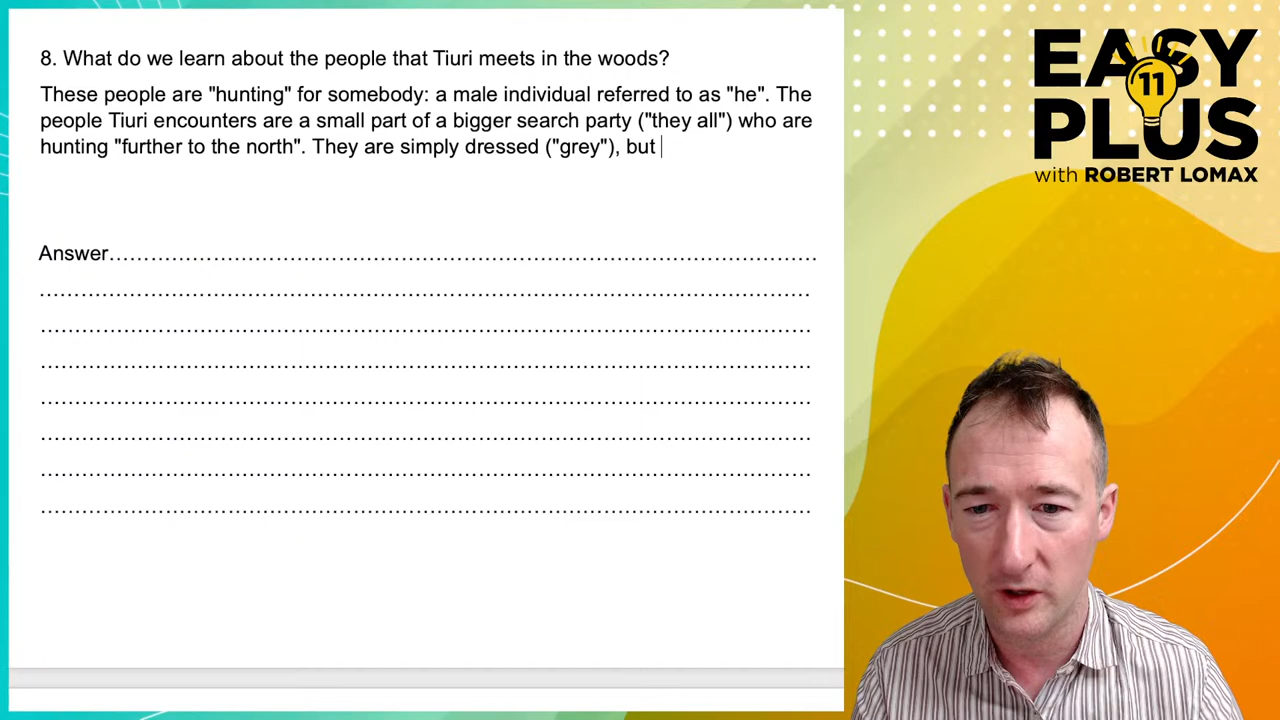 8. What do we learn about the people that Tiuri meets in the woods?
These people are "hunting" for somebody: a male individual referred to as "he". The
people Tiuri encounters are a small part of a bigger search party ("they all") who are
hunting "further to the north". They are simply dressed ("grey"), but
Answer
EASY
11
PLUS
with ROBERT LOMAX